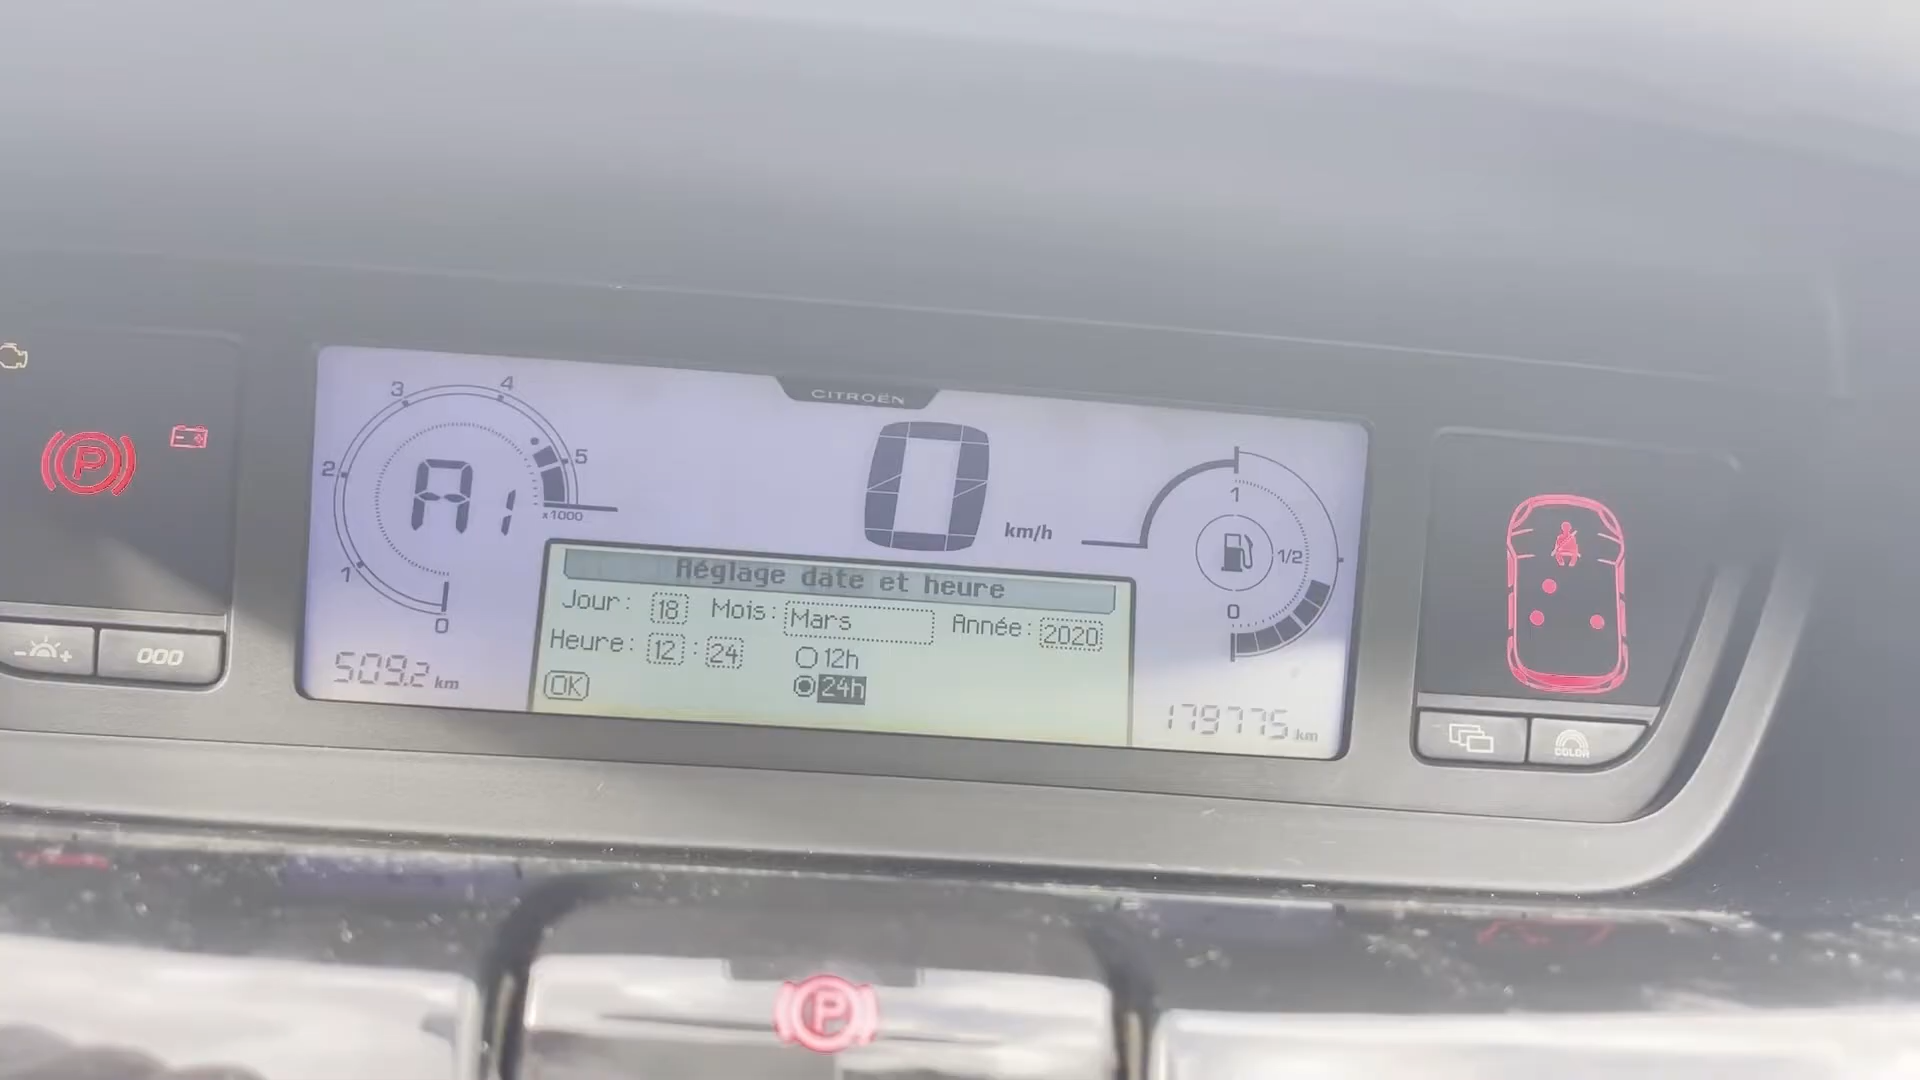 CITROËN
3 4
2 5
A1
x1000
1
0
0 km/h
1
1/2
0
Réglage date et heure
Jour: 18 Mois: Mars Année: 2020
Heure: 12 : 24 12h
OK 24h
509.2 km
179775 km
P
- +
000
COLOR
P